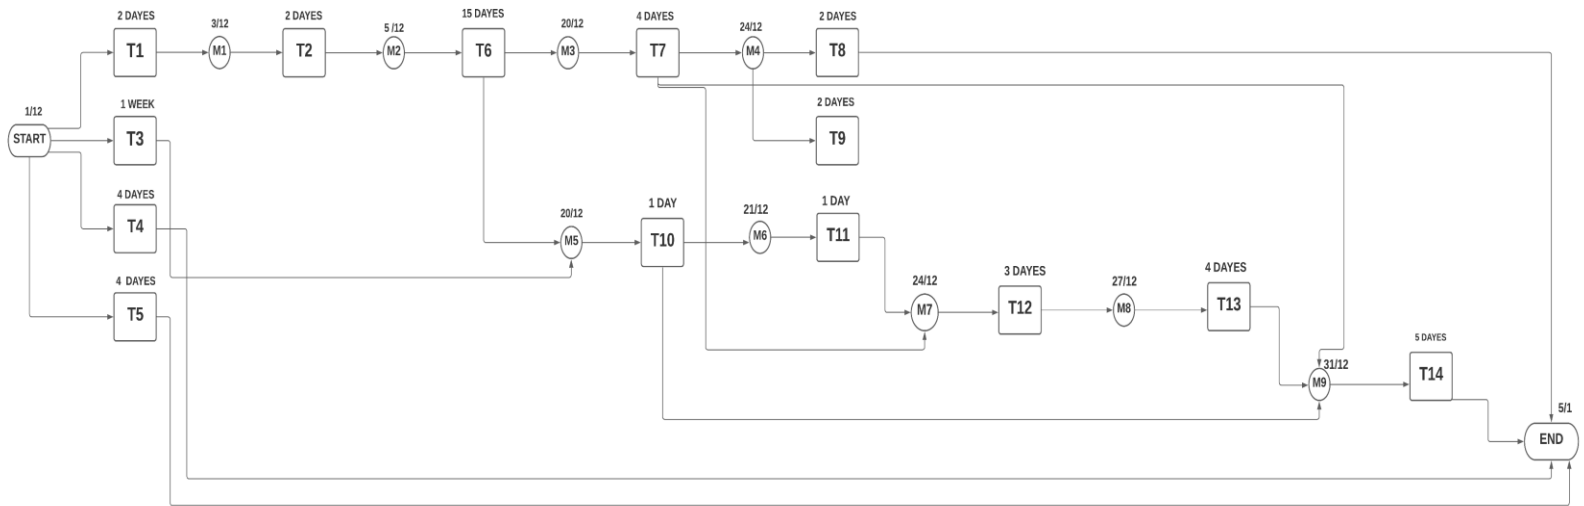 2 DAYES
3/12
2 DAYES
5 /12
15 DAYES
20/12
4 DAYES
24/12
2 DAYES
T1
M1
T2
M2
T6
M3
T7
M4
T8
1/12
1 WEEK
2 DAYES
START
T3
T9
4 DAYES
T4
20/12
1 DAY
21/12
1 DAY
M5
T10
M6
T11
4 DAYES
T5
24/12
3 DAYES
27/12
4 DAYES
M7
T12
M8
T13
5 DAYES
31/12
M9
T14
5/1
END